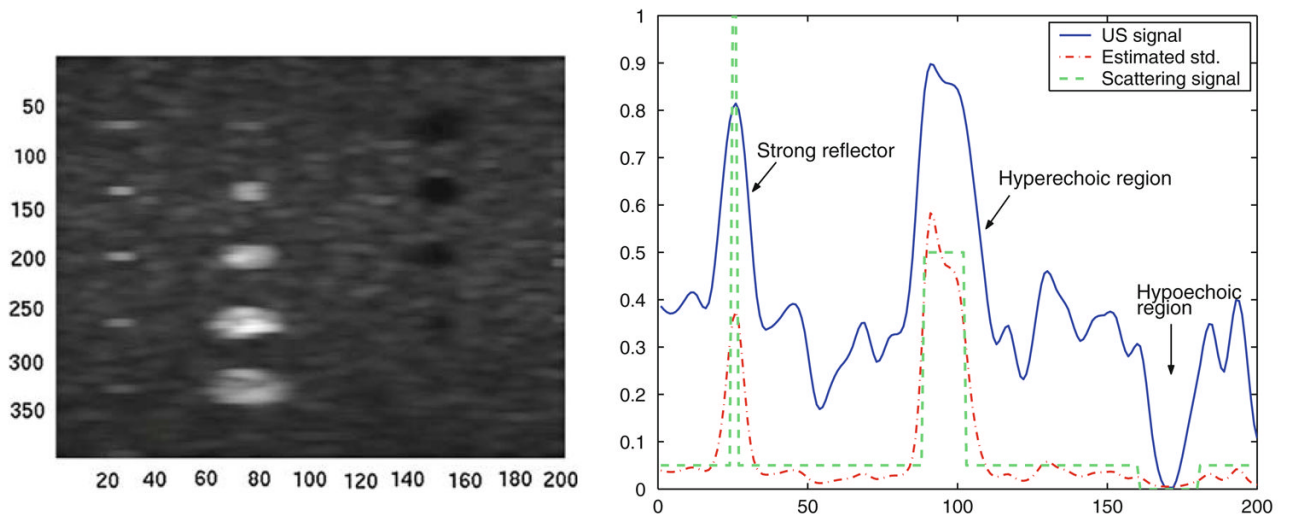 50
100
150
200
250
300
350
20 40 60 80 100 120 140 160 180 200
1
0.9
0.8
0.7
0.6
0.5
0.4
0.3
0.2
0.1
0
0 50 100 150 200
US signal
Estimated std.
Scattering signal
Strong reflector
Hyperechoic region
Hypoechoic
region